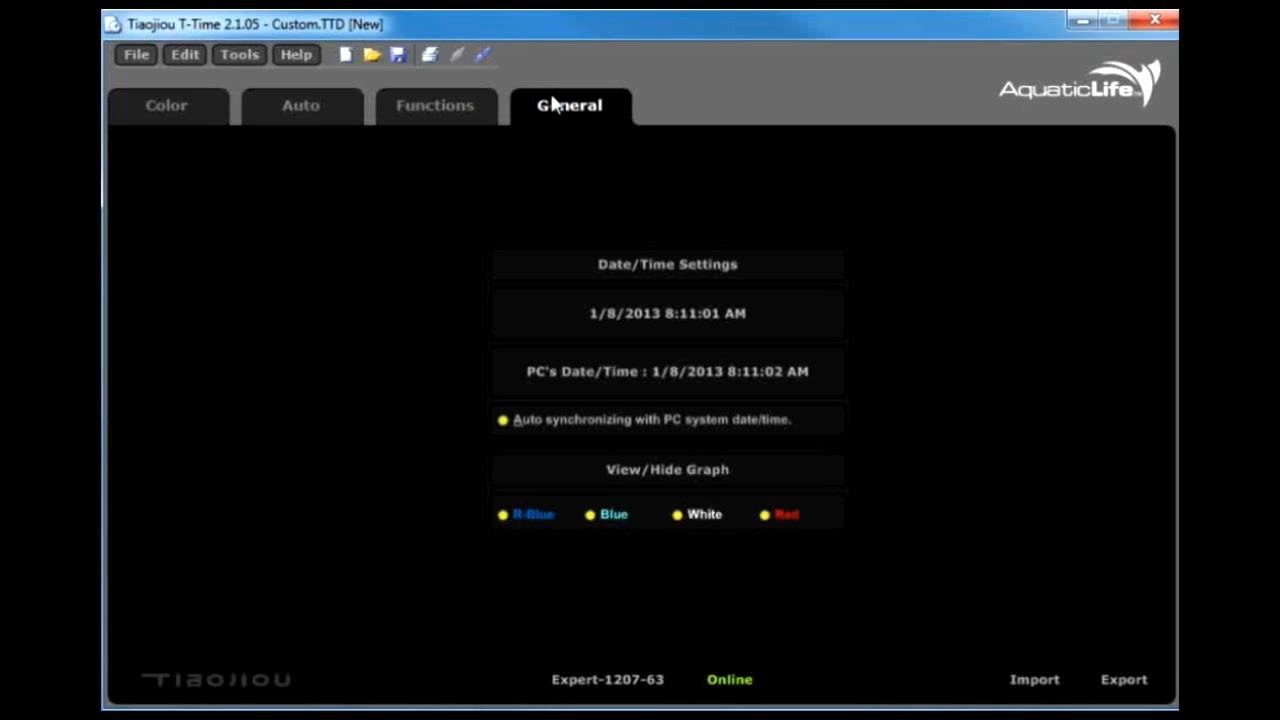 Tiaojiou T-Time 2.1.05 - Custom.TTD [New]
File Edit Tools Help
AquaticLife
Color Auto Functions General
Date/Time Settings
1/8/2013 8:11:01 AM
PC's Date/Time : 1/8/2013 8:11:02 AM
Auto synchronizing with PC system date/time.
View/Hide Graph
R-Blue Blue White Red
Tiaojiou Expert-1207-63 Online Import Export